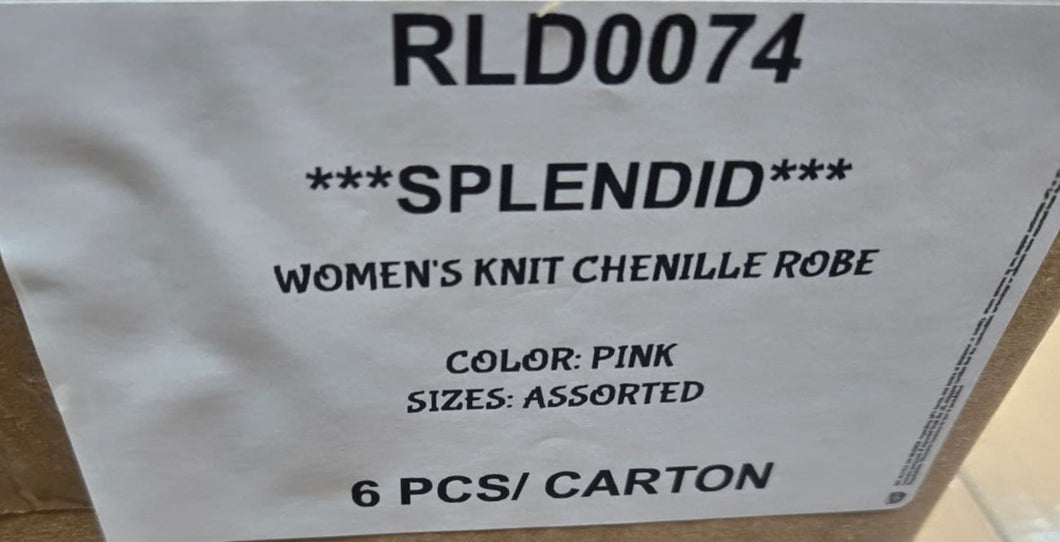 RLD0074
***SPLENDID***
WOMEN'S KNIT CHENILLE ROBE
COLOR: PINK
SIZES: ASSORTED
6 PCS/ CARTON